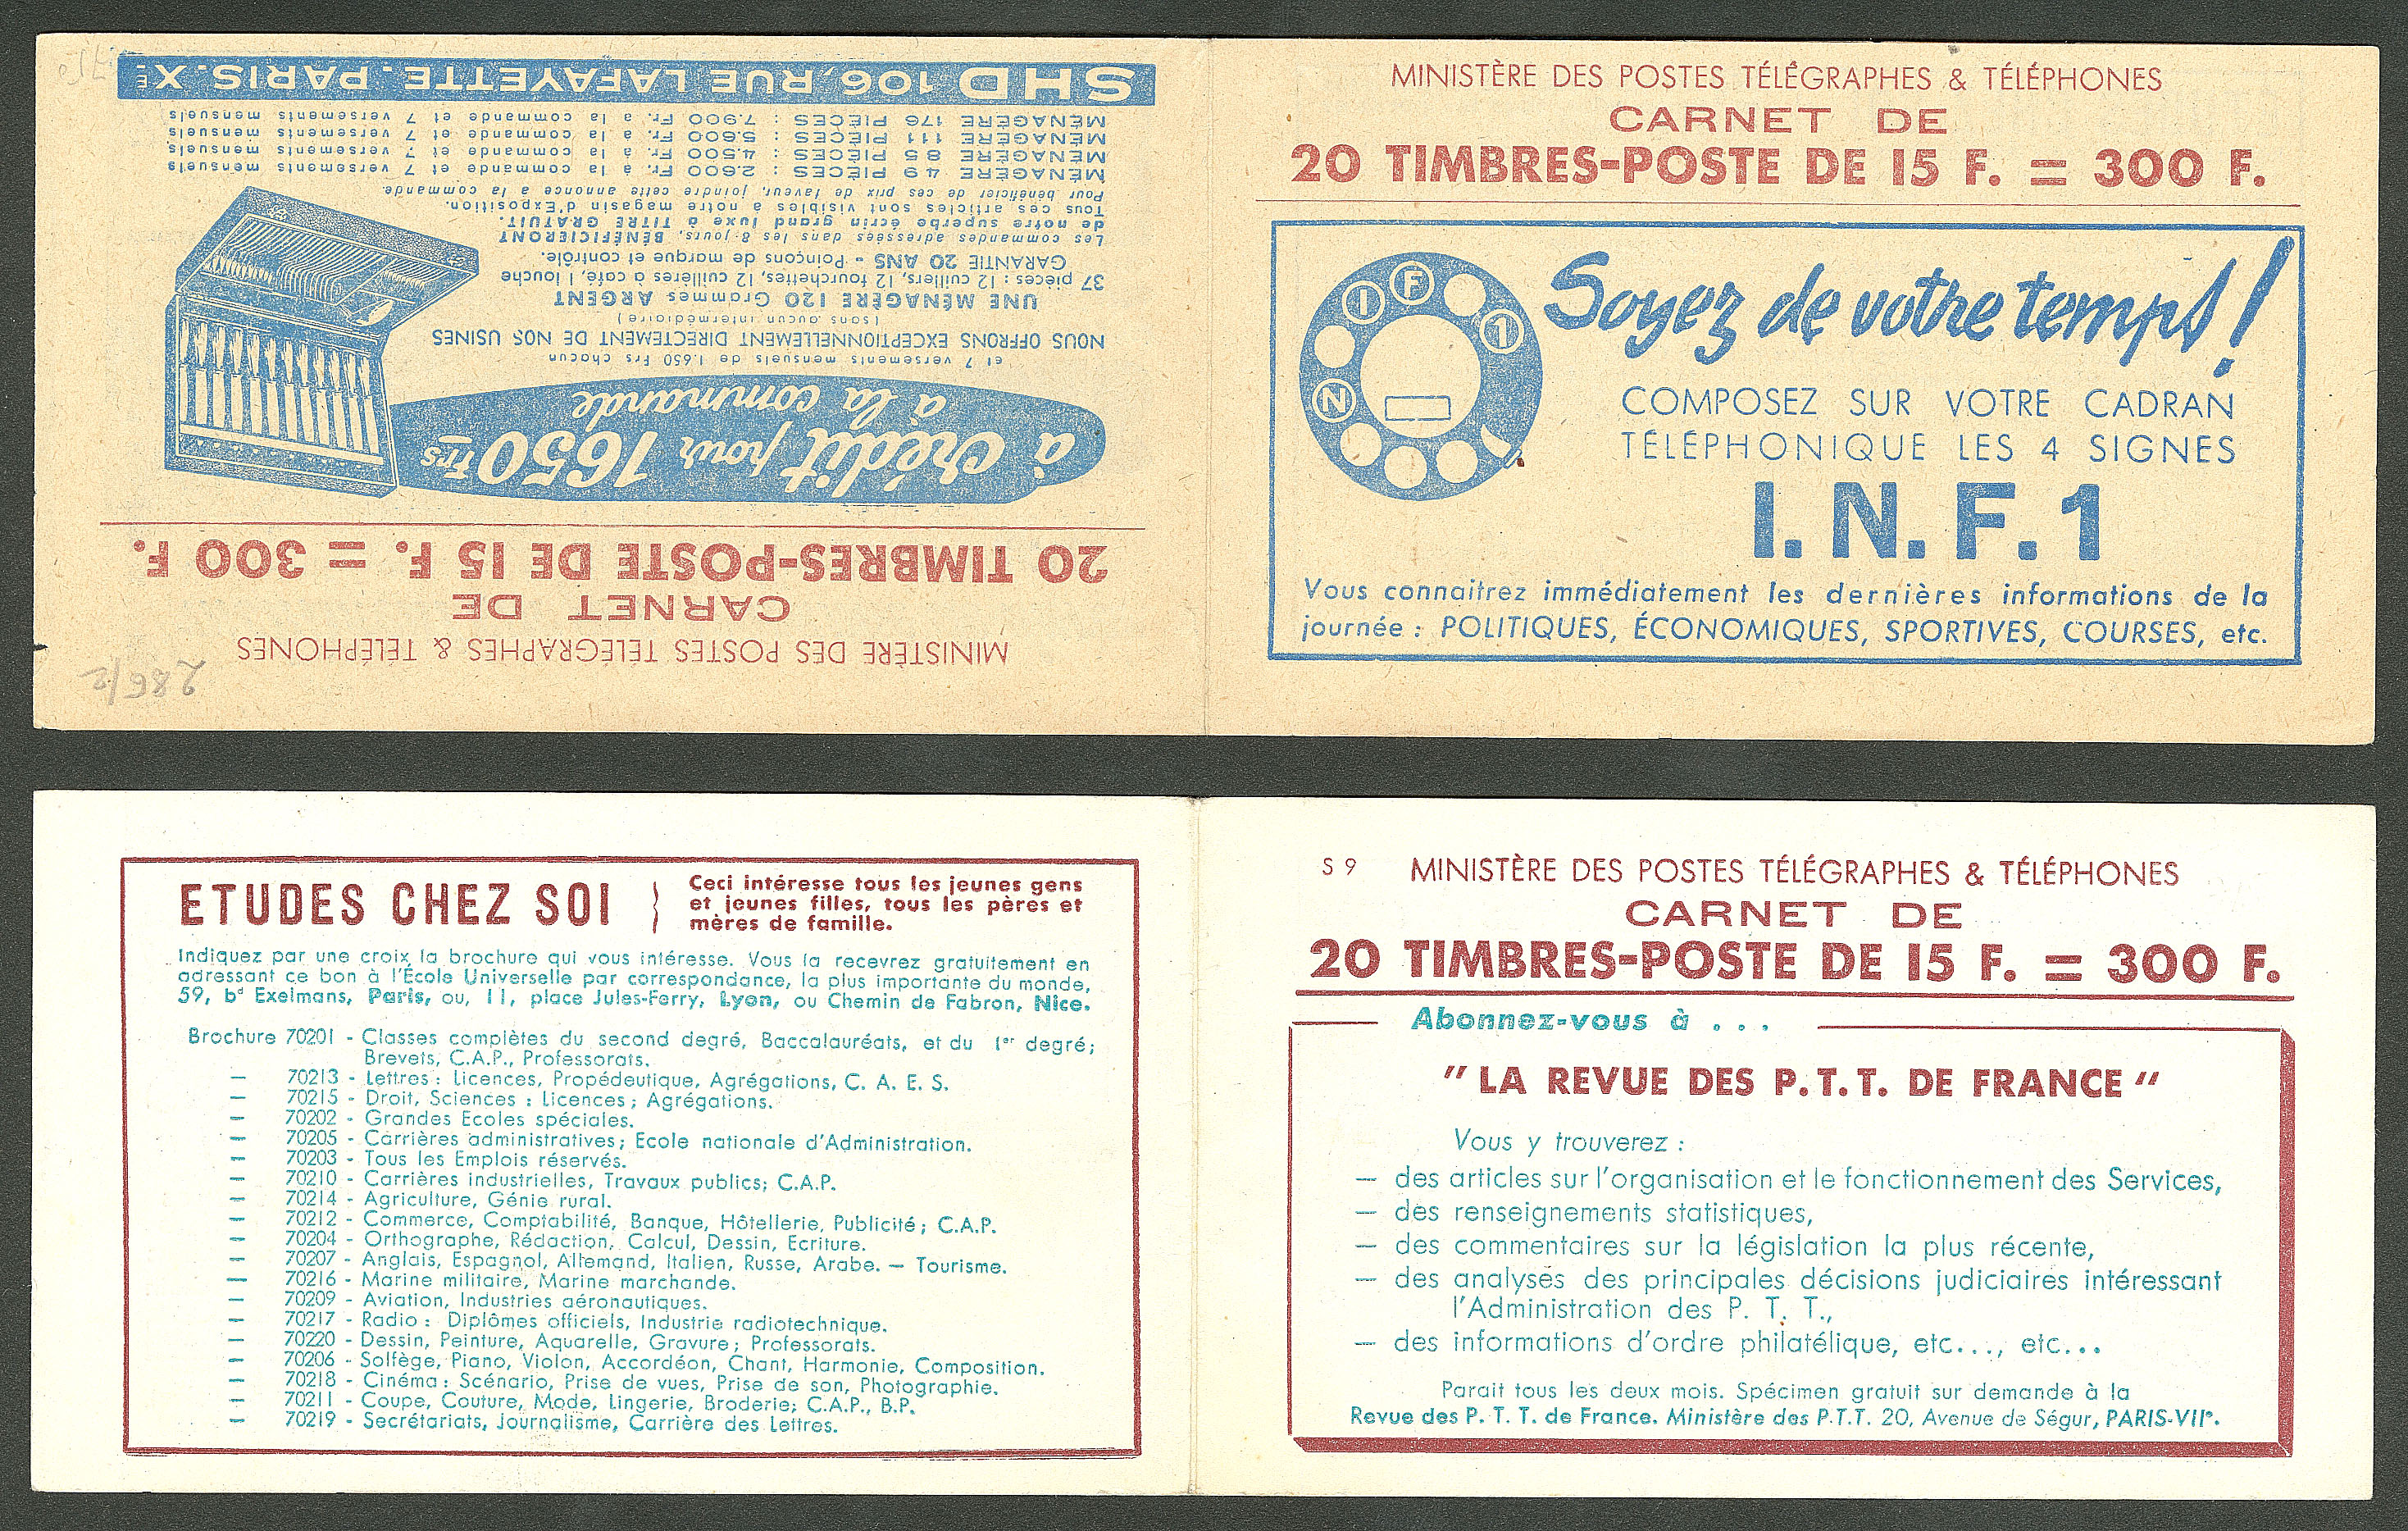 MINISTÈRE DES POSTES TÉLÉGRAPHES & TÉLÉPHONES
CARNET DE
20 TIMBRES-POSTE DE 15 F. = 300 F.
à crédit pour 1650 Frs
à la commande
et 7 versements mensuels de 1.650 frs chacun
NOUS OFFRONS EXCEPTIONNELLEMENT DIRECTEMENT DE NOS USINES
(sans aucun intermédiaire)
UNE MÉNAGÈRE 120 Grammes ARGENT
37 pièces : 12 cuillers, 12 fourchettes, 12 cuillères à café, 1 louche
GARANTIE 20 ANS - Poinçons de marque et contrôle.
Les commandes adressées dans les 8 jours, BÉNÉFICIERONT
de notre superbe écrin grand luxe à TITRE GRATUIT.
Tous ces articles sont visibles à notre magasin d'Exposition.
Pour bénéficier de ces prix de faveur, joindre cette annonce à la commande.
MÉNAGÈRE 49 PIÈCES : 2.600 Fr. à la commande et 7 versements mensuels
MÉNAGÈRE 85 PIÈCES : 4.500 Fr. à la commande et 7 versements mensuels
MÉNAGÈRE 111 PIÈCES : 5.600 Fr. a la commande et 7 versements mensuels
MÉNAGÈRE 176 PIÈCES : 7.900 Fr. a la commande et 7 versements mensuels
SHD 106, RUE LAFAYETTE. PARIS. Xe
286/2
MINISTÈRE DES POSTES TÉLÉGRAPHES & TÉLÉPHONES
CARNET DE
20 TIMBRES-POSTE DE 15 F. = 300 F.
I F 1 N
Soyez de votre temps !
COMPOSEZ SUR VOTRE CADRAN
TÉLÉPHONIQUE LES 4 SIGNES
I. N. F. 1
Vous connaitrez immédiatement les dernières informations de la
journée : POLITIQUES, ÉCONOMIQUES, SPORTIVES, COURSES, etc.
ETUDES CHEZ SOI
Ceci intéresse tous les jeunes gens
et jeunes filles, tous les pères et
mères de famille.
Indiquez par une croix la brochure qui vous intéresse. Vous la recevrez gratuitement en
adressant ce bon à l'École Universelle par correspondance, la plus importante du monde,
59, bd Exelmans, Paris, ou, 11, place Jules-Ferry, Lyon, ou Chemin de Fabron, Nice.
Brochure 70201 - Classes complètes du second degré, Baccalauréats, et du 1er degré;
Brevets, C.A.P., Professorats.
— 70213 - Lettres : Licences, Propédeutique, Agrégations, C. A. E. S.
— 70215 - Droit, Sciences : Licences ; Agrégations.
— 70202 - Grandes Ecoles spéciales.
— 70205 - Carrières administratives; Ecole nationale d'Administration.
— 70203 - Tous les Emplois réservés.
— 70210 - Carrières industrielles, Travaux publics; C.A.P.
— 70214 - Agriculture, Génie rural.
— 70212 - Commerce, Comptabilité, Banque, Hôtellerie, Publicité ; C.A.P.
— 70204 - Orthographe, Rédaction, Calcul, Dessin, Ecriture.
— 70207 - Anglais, Espagnol, Allemand, Italien, Russe, Arabe. — Tourisme.
— 70216 - Marine militaire, Marine marchande.
— 70209 - Aviation, Industries aéronautiques.
— 70217 - Radio : Diplômes officiels, Industrie radiotechnique.
— 70220 - Dessin, Peinture, Aquarelle, Gravure ; Professorats.
— 70206 - Solfège, Piano, Violon, Accordéon, Chant, Harmonie, Composition.
— 70218 - Cinéma : Scénario, Prise de vues, Prise de son, Photographie.
— 70211 - Coupe, Couture, Mode, Lingerie, Broderie; C.A.P., B.P.
— 70219 - Secrétariats, Journalisme, Carrière des Lettres.
S 9 MINISTÈRE DES POSTES TÉLÉGRAPHES & TÉLÉPHONES
CARNET DE
20 TIMBRES-POSTE DE 15 F. = 300 F.
Abonnez-vous à . . .
" LA REVUE DES P. T. T. DE FRANCE "
Vous y trouverez :
— des articles sur l'organisation et le fonctionnement des Services,
— des renseignements statistiques,
— des commentaires sur la législation la plus récente,
— des analyses des principales décisions judiciaires intéressant
l'Administration des P. T. T.,
— des informations d'ordre philatélique, etc..., etc...
Parait tous les deux mois. Spécimen gratuit sur demande à la
Revue des P. T. T. de France. Ministère des P.T.T. 20, Avenue de Ségur, PARIS-VIIe.